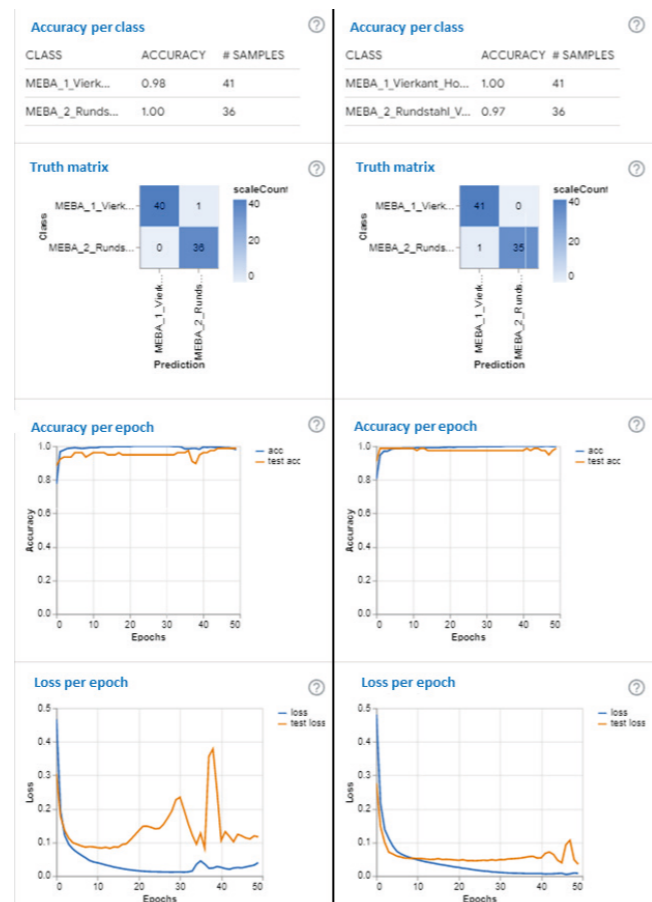 Accuracy per class
CLASS ACCURACY # SAMPLES
MEBA_1_Vierk... 0.98 41
MEBA_2_Runds... 1.00 36
Truth matrix
scaleCount
MEBA_1_Vierk... 40 1 40
Class
20
MEBA_2_Runds... 0 36
0
MEBA_1_Vierk...
MEBA_2_Runds...
Prediction
Accuracy per epoch
1.0 acc
test acc
0.8
0.6
Accuracy
0.4
0.2
0.0
0 10 20 30 40 50
Epochs
Loss per epoch
0.5 loss
test loss
0.4
0.3
Loss
0.2
0.1
0.0
0 10 20 30 40 50
Epochs
Accuracy per class
CLASS ACCURACY # SAMPLES
MEBA_1_Vierkant_Ho... 1.00 41
MEBA_2_Rundstahl_V... 0.97 36
Truth matrix
scaleCount
MEBA_1_Vierk... 41 0 40
Class
20
MEBA_2_Runds... 1 35
0
MEBA_1_Vierk...
MEBA_2_Runds...
Prediction
Accuracy per epoch
1.0 acc
test acc
0.8
0.6
Accuracy
0.4
0.2
0.0
0 10 20 30 40 50
Epochs
Loss per epoch
0.5 loss
test loss
0.4
0.3
Loss
0.2
0.1
0.0
0 10 20 30 40 50
Epochs